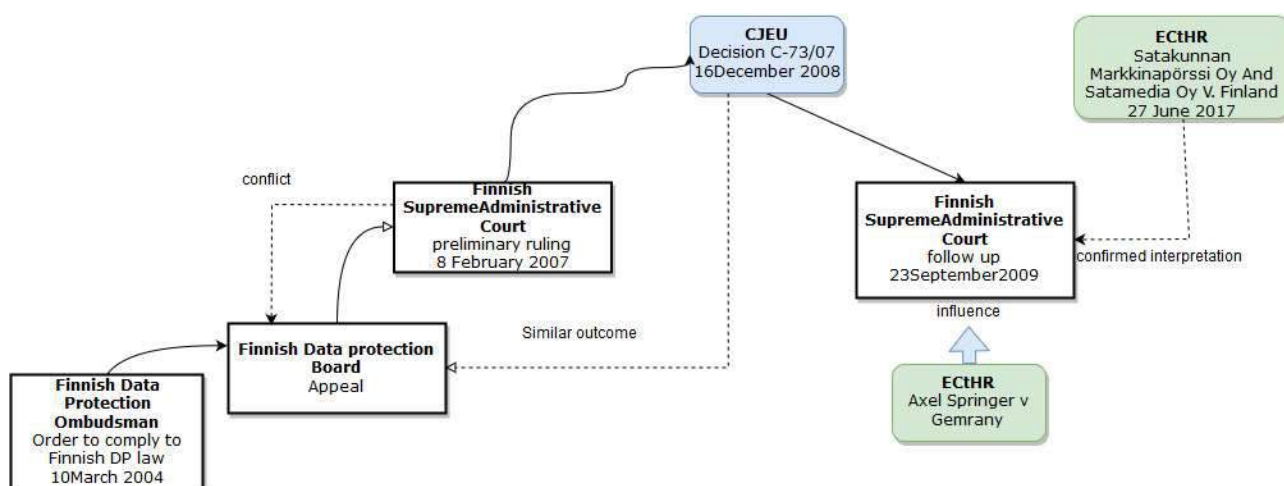 CJEU
Decision C-73/07
16December 2008
ECtHR
Satakunnan
Markkinapörssi Oy And
Satamedia Oy V. Finland
27 June 2017
conflict
Finnish
SupremeAdministrative
Court
preliminary ruling
8 February 2007
Finnish
SupremeAdministrative
Court
follow up
23September2009
confirmed interpretation
influence
Similar outcome
Finnish Data protection
Board
Appeal
Finnish Data
Protection
Ombudsman
Order to comply to
Finnish DP law
10March 2004
ECtHR
Axel Springer v
Gemrany